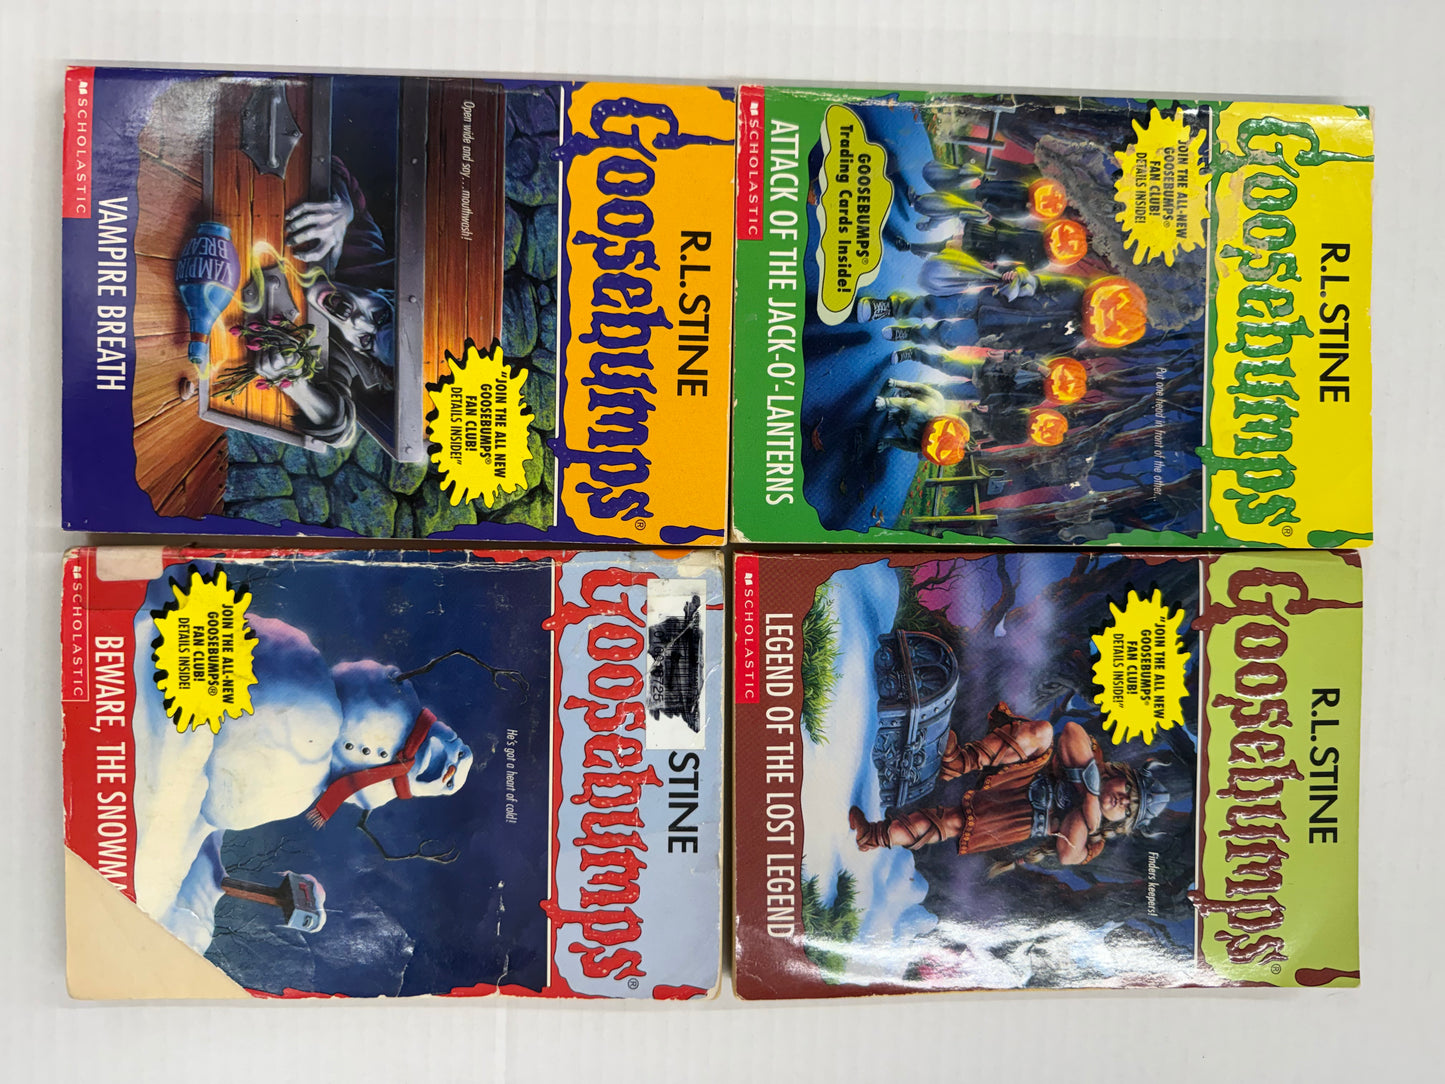 R.L. STINE
Goosebumps®
Open wide and say...mouthwash!
"JOIN THE ALL NEW
GOOSEBUMPS®
FAN CLUB!
DETAILS INSIDE!"
VAMPIRE
BREATH
SCHOLASTIC
VAMPIRE BREATH
R.L. STINE
Goosebumps®
JOIN THE ALL-NEW
GOOSEBUMPS®
FAN CLUB!
DETAILS INSIDE!
Put one head in front of the other...
GOOSEBUMPS®
Trading Cards Inside!
SCHOLASTIC
ATTACK OF THE JACK-O'-LANTERNS
STINE
Goosebumps®
JOIN THE ALL-NEW
GOOSEBUMPS®
FAN CLUB!
DETAILS INSIDE!
He's got a heart of cold!
SCHOLASTIC
BEWARE, THE SNOWMA
R.L. STINE
Goosebumps®
"JOIN THE ALL NEW
GOOSEBUMPS®
FAN CLUB!
DETAILS INSIDE!"
Finders keepers!
SCHOLASTIC
LEGEND OF THE LOST LEGEND